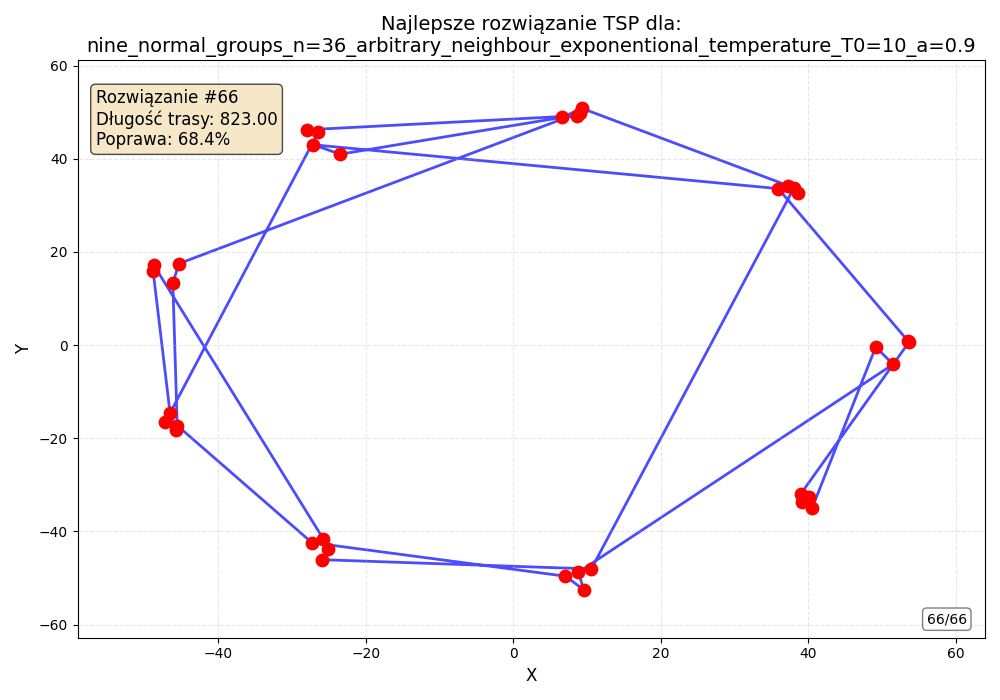 Najlepsze rozwiązanie TSP dla:
nine_normal_groups_n=36_arbitrary_neighbour_exponentional_temperature_T0=10_a=0.9
60
40
20
0
−20
−40
−60
Y
Rozwiązanie #66
Długość trasy: 823.00
Poprawa: 68.4%
66/66
−40
−20
0
20
40
60
X